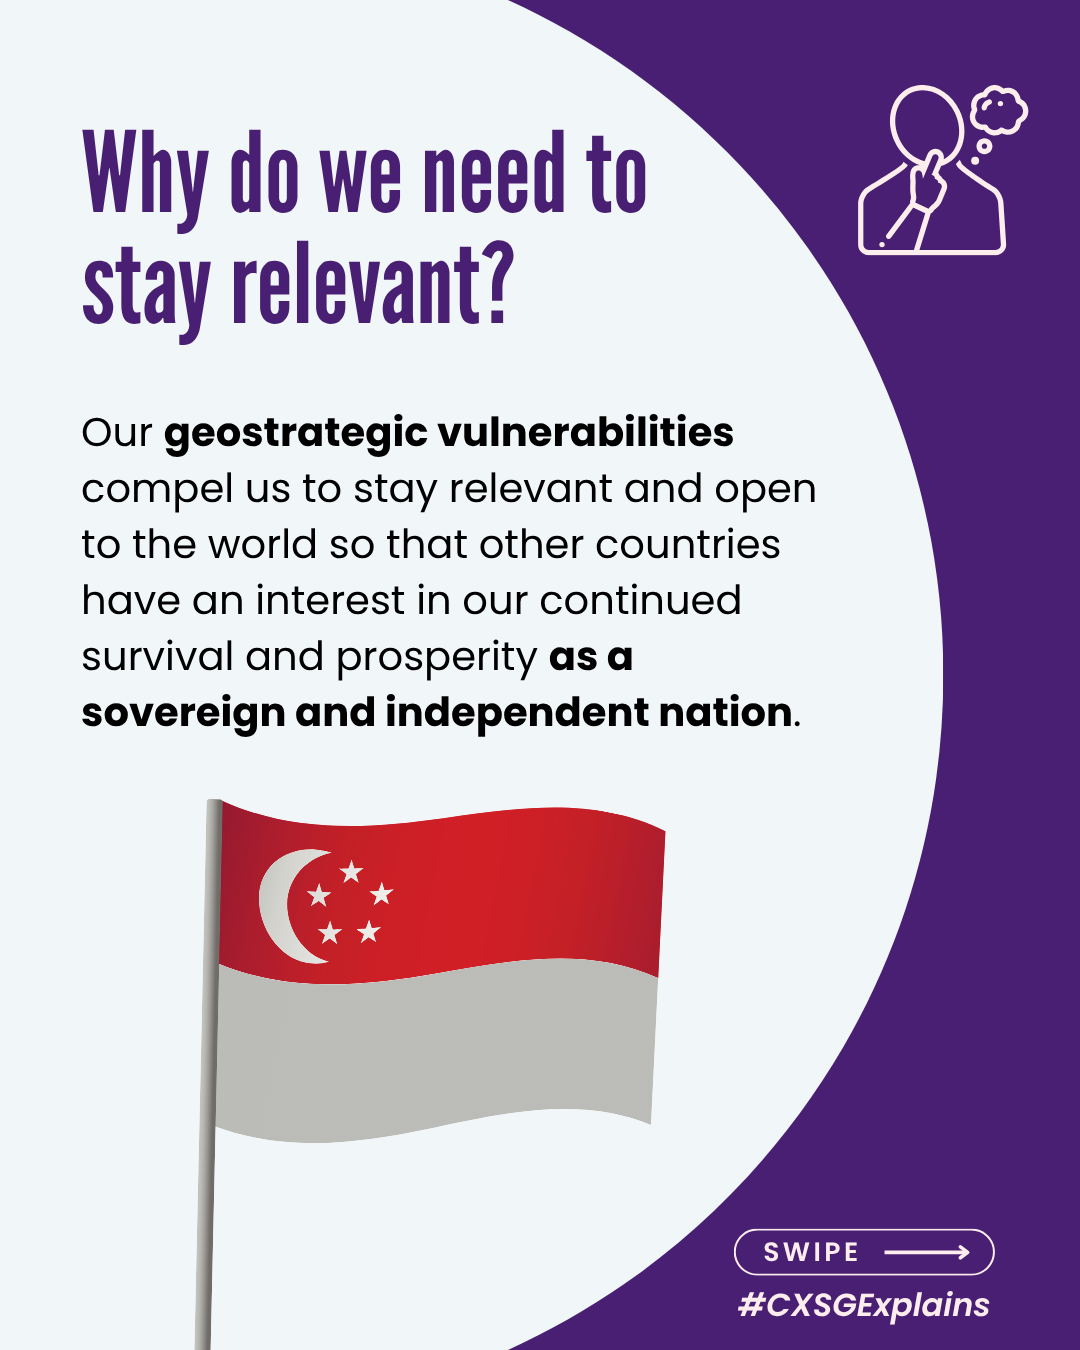 Why do we need to
stay relevant?
Our geostrategic vulnerabilities
compel us to stay relevant and open
to the world so that other countries
have an interest in our continued
survival and prosperity as a
sovereign and independent nation.
SWIPE
#CXSGExplains